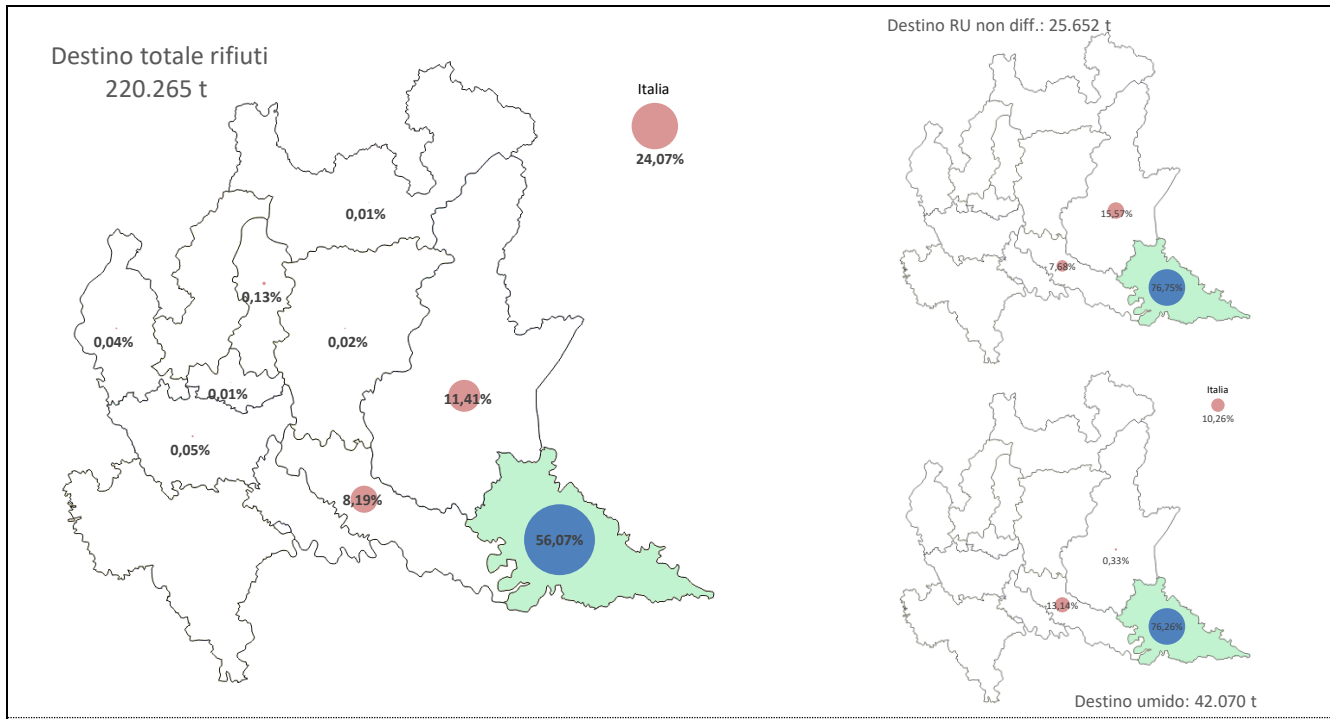 Destino totale rifiuti
220.265 t
Italia
24,07%
0,01%
0,13%
0,04%
0,02%
0,01%
11,41%
0,05%
8,19%
56,07%
Destino RU non diff.: 25.652 t
15,57%
7,68%
76,75%
Italia
10,26%
0,33%
13,14%
76,26%
Destino umido: 42.070 t